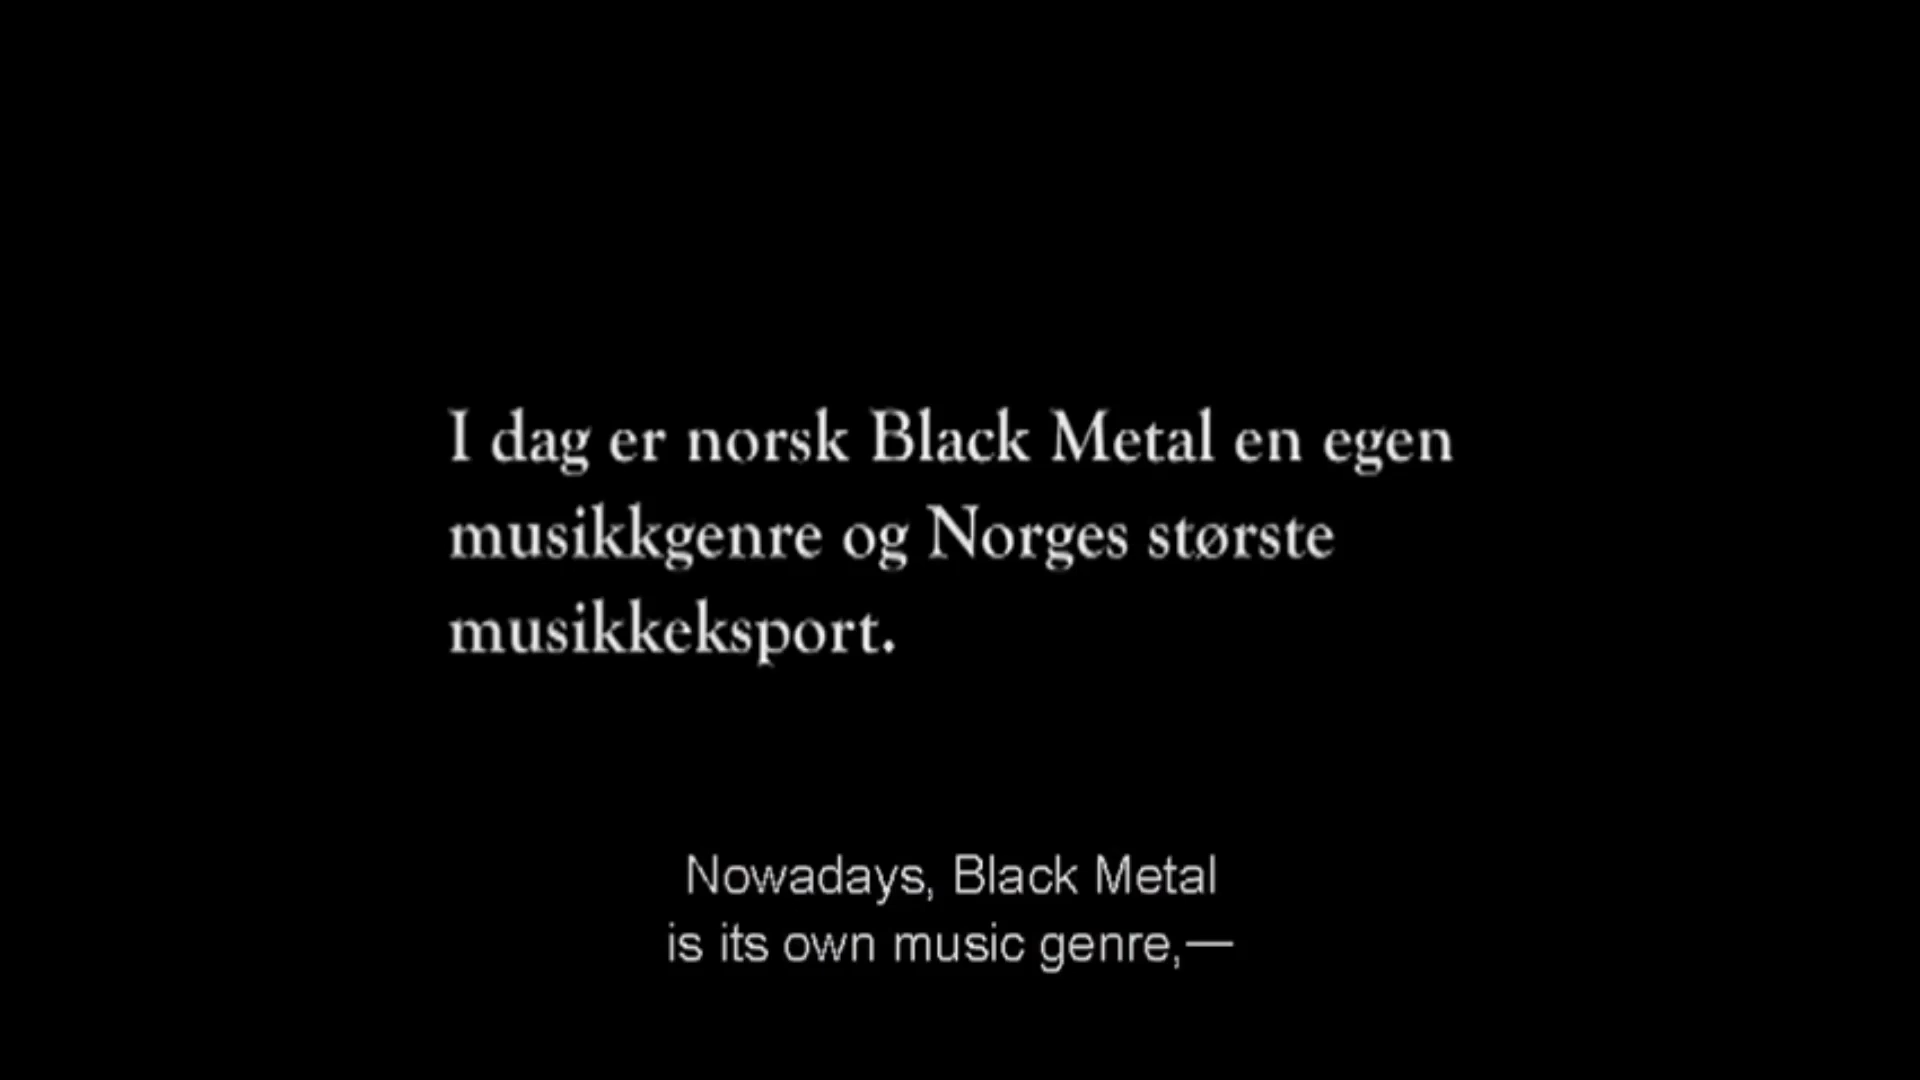 I dag er norsk Black Metal en egen
musikkgenre og Norges største
musikkeksport.
Nowadays, Black Metal
is its own music genre,—